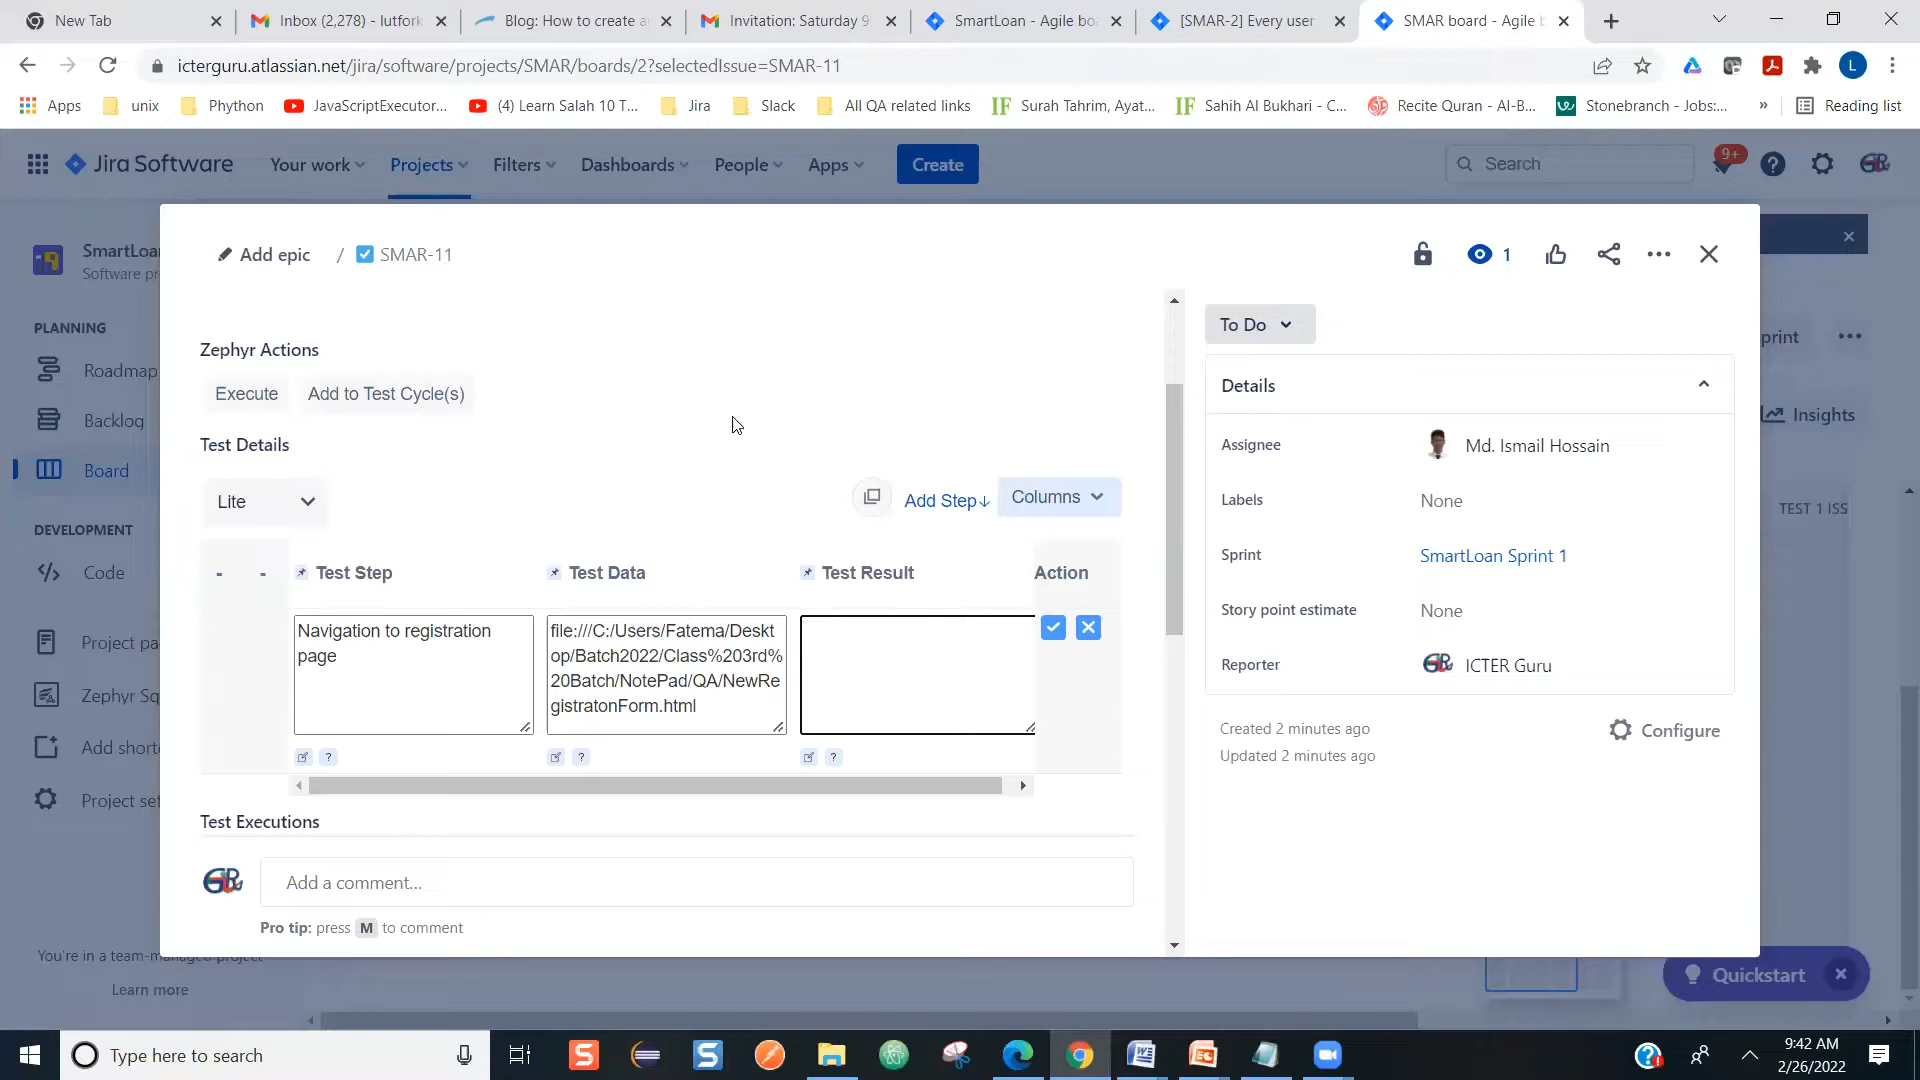 New Tab
Inbox (2,278) - lutfork
Blog: How to create a
Invitation: Saturday 9
SmartLoan - Agile bo
[SMAR-2] Every user
SMAR board - Agile b
icterguru.atlassian.net/jira/software/projects/SMAR/boards/2?selectedIssue=SMAR-11
L
Apps
unix
Phython
JavaScriptExecutor...
(4) Learn Salah 10 T...
Jira
Slack
All QA related links
Surah Tahrim, Ayat...
Sahih Al Bukhari - C...
Recite Quran - Al-B...
Stonebranch - Jobs:...
»
Reading list
Jira Software
Your work
Projects
Filters
Dashboards
People
Apps
Create
Search
9+
SmartLoan
Software pr
PLANNING
Roadmap
Backlog
Board
DEVELOPMENT
Code
Project pa
Zephyr Sq
Add shortc
Project set
You're in a team-managed project
Learn more
Add epic
/
SMAR-11
1
Zephyr Actions
Execute
Add to Test Cycle(s)
Test Details
Lite
Add Step↓
Columns
-
-
Test Step
Test Data
Test Result
Action
Navigation to registration
page
file:///C:/Users/Fatema/Deskt
op/Batch2022/Class%203rd%
20Batch/NotePad/QA/NewRe
gistratonForm.html
?
?
?
Test Executions
Add a comment...
Pro tip: press M to comment
To Do
Details
Assignee
Md. Ismail Hossain
Labels
None
Sprint
SmartLoan Sprint 1
Story point estimate
None
Reporter
ICTER Guru
Created 2 minutes ago
Updated 2 minutes ago
Configure
print
Insights
TEST 1 ISS
Quickstart
Type here to search
9:42 AM
2/26/2022